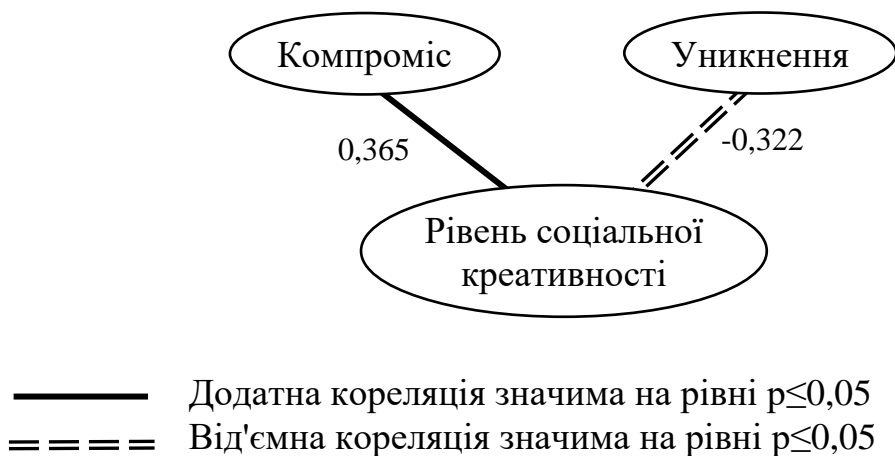 Компроміс
Уникнення
0,365
-0,322
Рівень соціальної
креативності
Додатна кореляція значима на рівні p≤0,05
Від'ємна кореляція значима на рівні p≤0,05